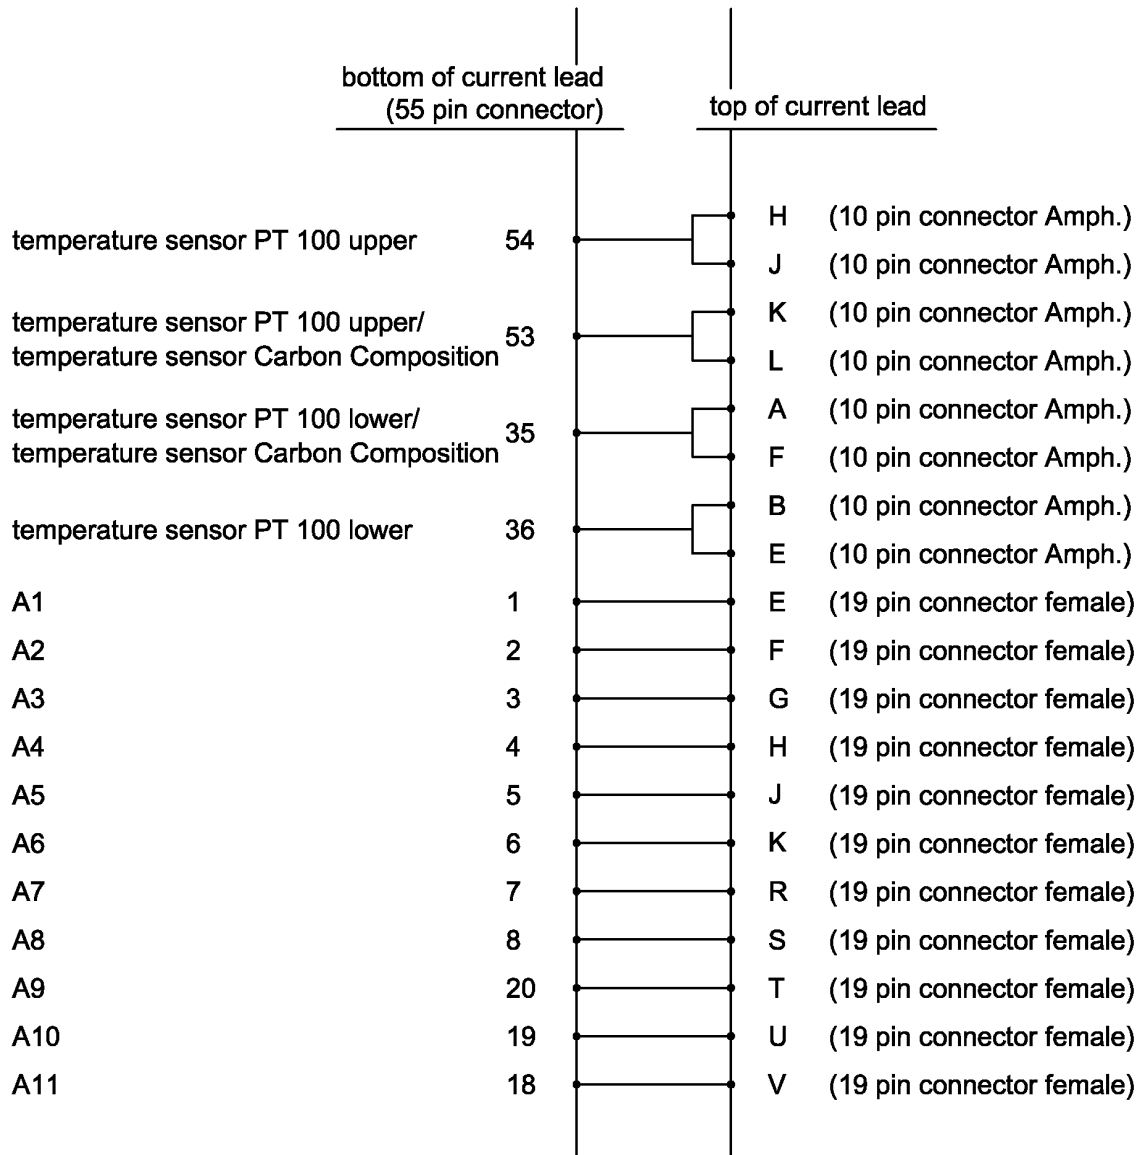 bottom of current lead
(55 pin connector)
top of current lead
H (10 pin connector Amph.)
temperature sensor PT 100 upper 54
J (10 pin connector Amph.)
K (10 pin connector Amph.)
temperature sensor PT 100 upper/
53
temperature sensor Carbon Composition
L (10 pin connector Amph.)
A (10 pin connector Amph.)
temperature sensor PT 100 lower/
35
temperature sensor Carbon Composition
F (10 pin connector Amph.)
B (10 pin connector Amph.)
temperature sensor PT 100 lower 36
E (10 pin connector Amph.)
A1 1 E (19 pin connector female)
A2 2 F (19 pin connector female)
A3 3 G (19 pin connector female)
A4 4 H (19 pin connector female)
A5 5 J (19 pin connector female)
A6 6 K (19 pin connector female)
A7 7 R (19 pin connector female)
A8 8 S (19 pin connector female)
A9 20 T (19 pin connector female)
A10 19 U (19 pin connector female)
A11 18 V (19 pin connector female)